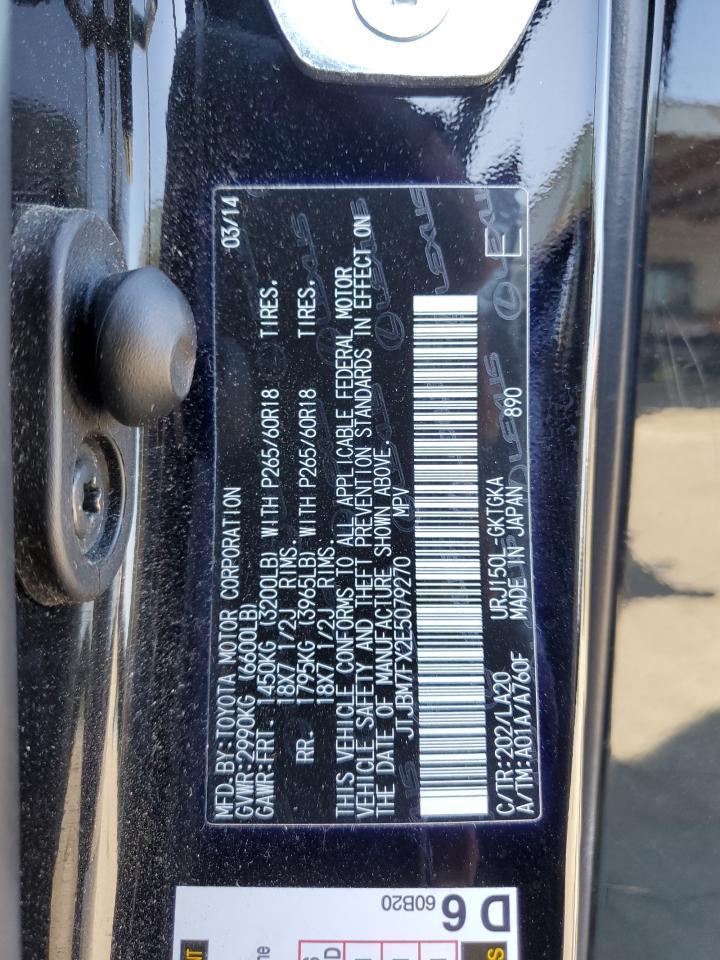 MFD.BY:TOYOTA MOTOR CORPORATION 03/14
GVWR:2990KG (6600LB)
GAWR:FRT. 1450KG (3200LB) WITH P265/60R18 TIRES.
18X7 1/2J RIMS.
RR. 1795KG (3965LB) WITH P265/60R18 TIRES.
18X7 1/2J RIMS.
THIS VEHICLE CONFORMS TO ALL APPLICABLE FEDERAL MOTOR
VEHICLE SAFETY AND THEFT PREVENTION STANDARDS IN EFFECT ON
THE DATE OF MANUFACTURE SHOWN ABOVE.
JTJBM7FX2E5079270 MPV
C/TR:202/LA20 URJ150L-GKTGKA 890
A/TM:A01A/A760F MADE IN JAPAN
LEXUS
D 6
60B20